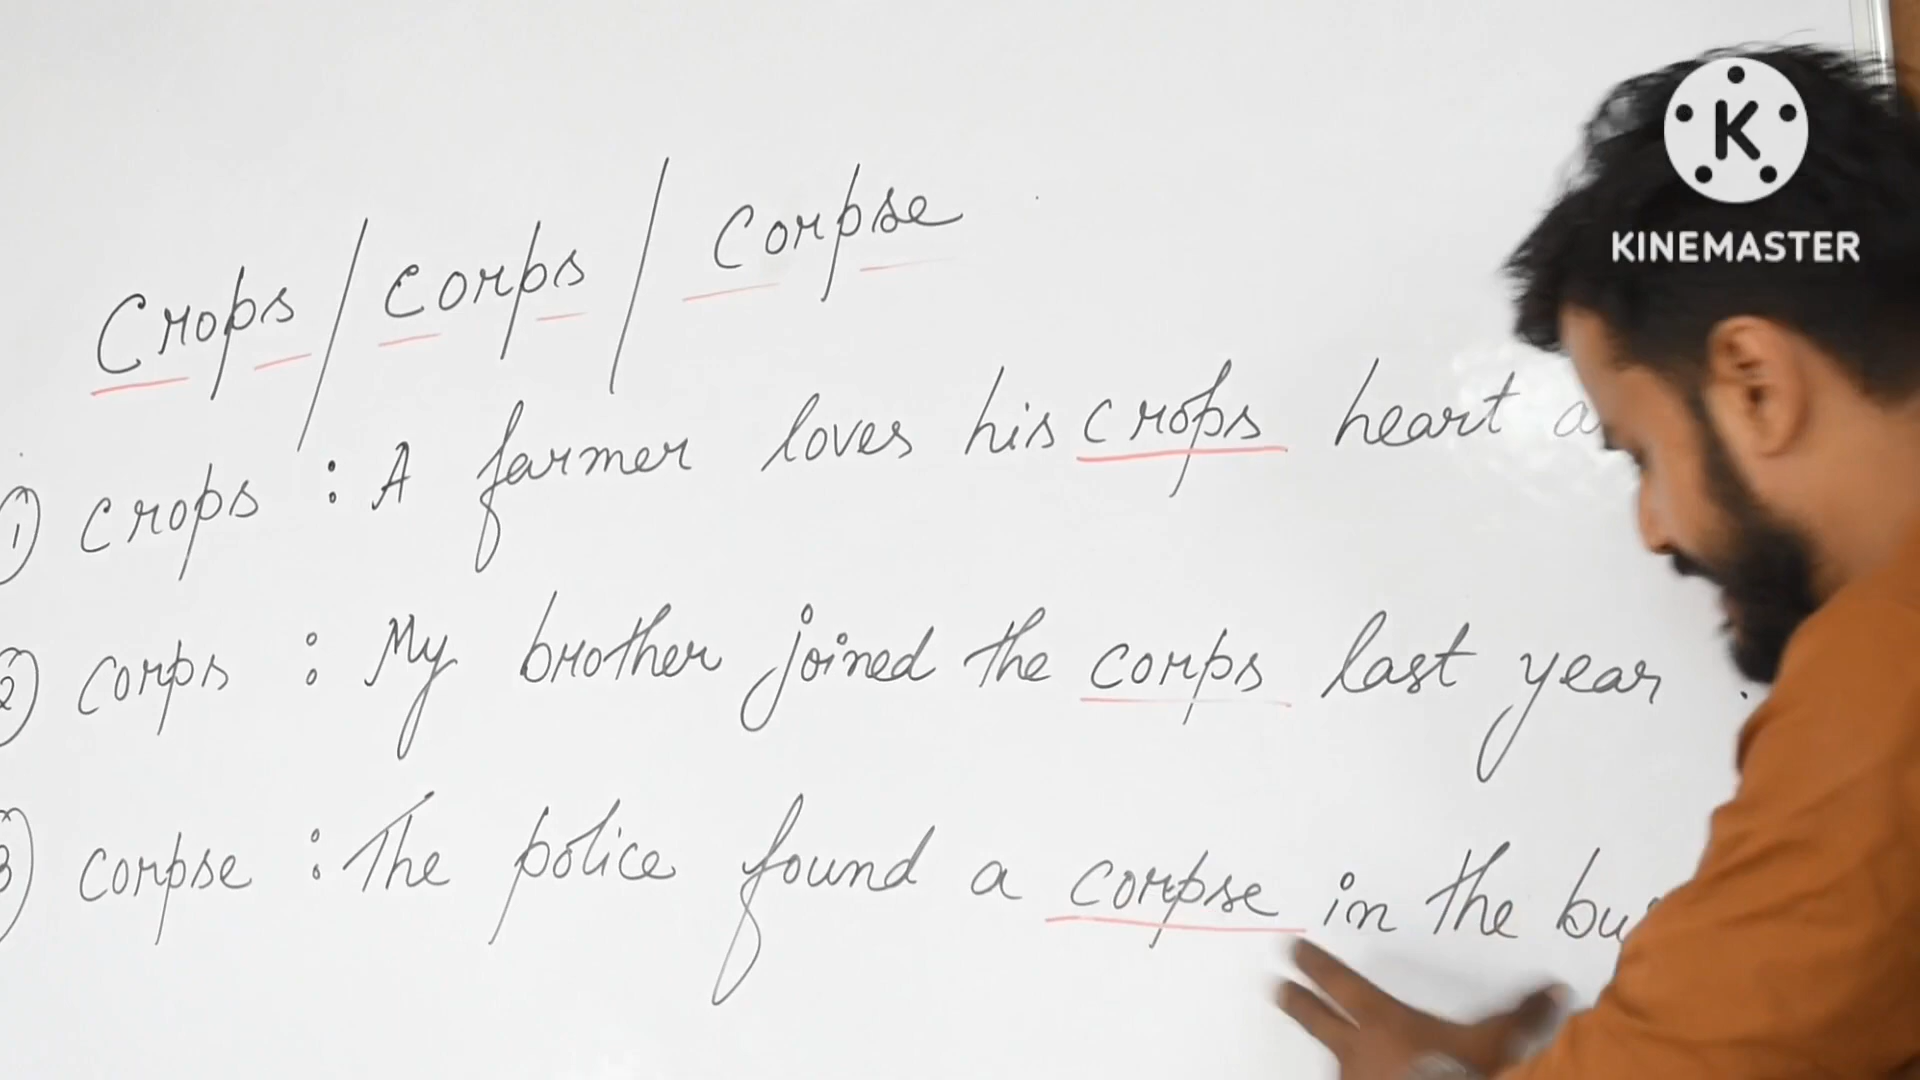 Crops / Corps / Corpse
① crops : A farmer loves his crops heart
② corps : My brother joined the corps last year .
③ corpse : The police found a corpse in the
K
KINEMASTER